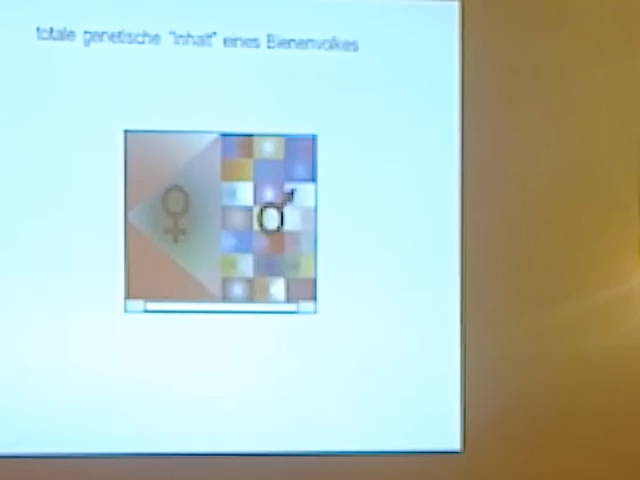 totale genetische "Inhalt" eines Bienenvolkes
♀ ♂